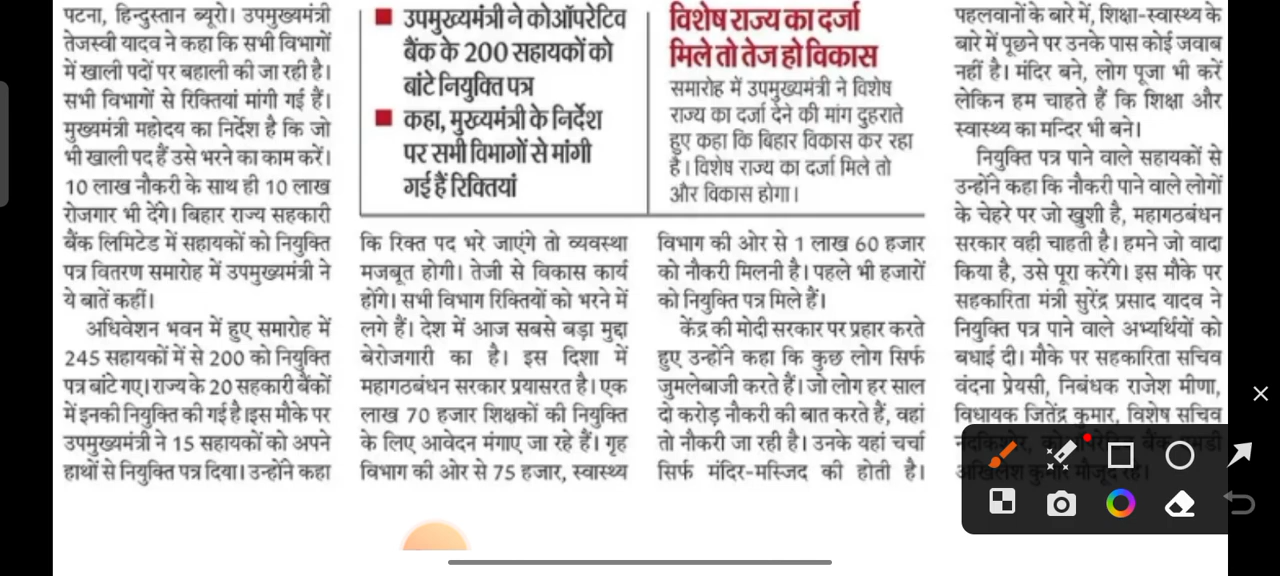 पटना, हिन्दुस्तान ब्यूरो। उपमुख्यमंत्री
तेजस्वी यादव ने कहा कि सभी विभागों
में खाली पदों पर बहाली की जा रही है।
सभी विभागों से रिक्तियां मांगी गई हैं।
मुख्यमंत्री महोदय का निर्देश है कि जो
भी खाली पद हैं उसे भरने का काम करें।
10 लाख नौकरी के साथ ही 10 लाख
रोजगार भी देंगे। बिहार राज्य सहकारी
बैंक लिमिटेड में सहायकों को नियुक्ति
पत्र वितरण समारोह में उपमुख्यमंत्री ने
ये बातें कहीं।
अधिवेशन भवन में हुए समारोह में
245 सहायकों में से 200 को नियुक्ति
पत्र बांटे गए। राज्य के 20 सहकारी बैंकों
में इनकी नियुक्ति की गई है। इस मौके पर
उपमुख्यमंत्री ने 15 सहायकों को अपने
हाथों से नियुक्ति पत्र दिया। उन्होंने कहा
उपमुख्यमंत्री ने कोऑपरेटिव
बैंक के 200 सहायकों को
बांटे नियुक्ति पत्र
कहा, मुख्यमंत्री के निर्देश
पर सभी विभागों से मांगी
गई हैं रिक्तियां
विशेष राज्य का दर्जा
मिले तो तेज हो विकास
समारोह में उपमुख्यमंत्री ने विशेष
राज्य का दर्जा देने की मांग दुहराते
हुए कहा कि बिहार विकास कर रहा
है। विशेष राज्य का दर्जा मिले तो
और विकास होगा।
कि रिक्त पद भरे जाएंगे तो व्यवस्था
मजबूत होगी। तेजी से विकास कार्य
होंगे। सभी विभाग रिक्तियों को भरने में
लगे हैं। देश में आज सबसे बड़ा मुद्दा
बेरोजगारी का है। इस दिशा में
महागठबंधन सरकार प्रयासरत है। एक
लाख 70 हजार शिक्षकों की नियुक्ति
के लिए आवेदन मंगाए जा रहे हैं। गृह
विभाग की ओर से 75 हजार, स्वास्थ्य
विभाग की ओर से 1 लाख 60 हजार
को नौकरी मिलनी है। पहले भी हजारों
को नियुक्ति पत्र मिले हैं।
केंद्र की मोदी सरकार पर प्रहार करते
हुए उन्होंने कहा कि कुछ लोग सिर्फ
जुमलेबाजी करते हैं। जो लोग हर साल
दो करोड़ नौकरी की बात करते हैं, वहां
तो नौकरी जा रही है। उनके यहां चर्चा
सिर्फ मंदिर-मस्जिद की होती है।
पहलवानों के बारे में, शिक्षा-स्वास्थ्य के
बारे में पूछने पर उनके पास कोई जवाब
नहीं है। मंदिर बने, लोग पूजा भी करें
लेकिन हम चाहते हैं कि शिक्षा और
स्वास्थ्य का मन्दिर भी बने।
नियुक्ति पत्र पाने वाले सहायकों से
उन्होंने कहा कि नौकरी पाने वाले लोगों
के चेहरे पर जो खुशी है, महागठबंधन
सरकार वही चाहती है। हमने जो वादा
किया है, उसे पूरा करेंगे। इस मौके पर
सहकारिता मंत्री सुरेंद्र प्रसाद यादव ने
नियुक्ति पत्र पाने वाले अभ्यर्थियों को
बधाई दी। मौके पर सहकारिता सचिव
वंदना प्रेयसी, निबंधक राजेश मीणा,
विधायक जितेंद्र कुमार, विशेष सचिव
अखिलेश कुमार मौजूद रहे।